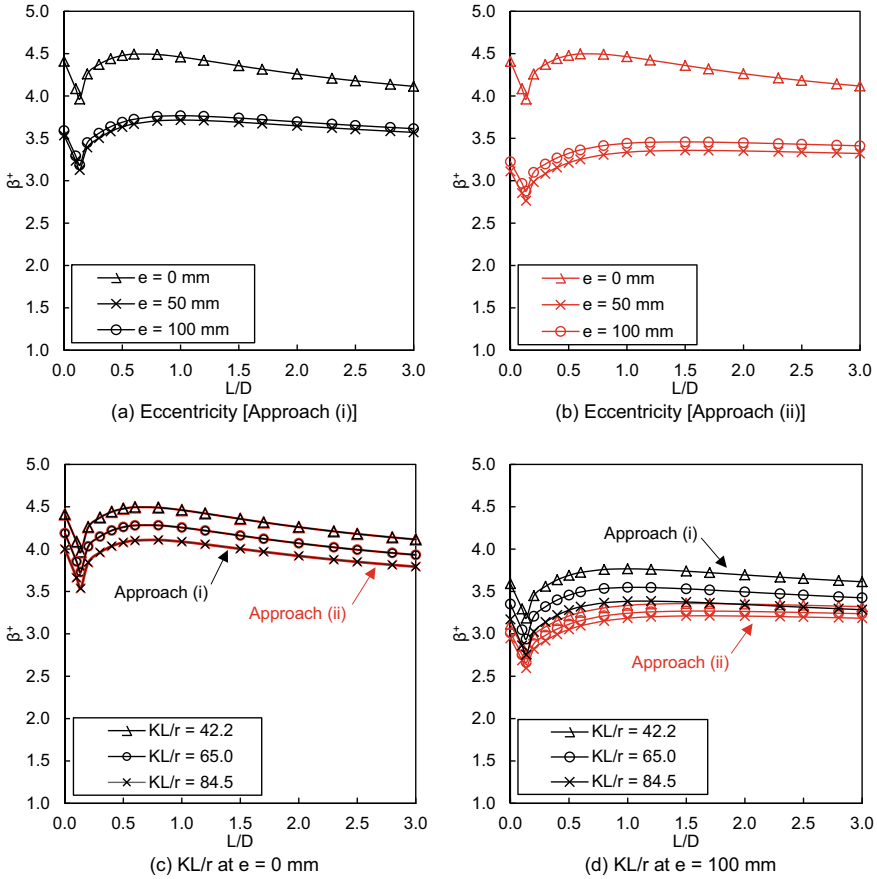 5.0
4.5
4.0
3.5
3.0
2.5
2.0
1.5
1.0
β+
e = 0 mm
e = 50 mm
e = 100 mm
0.0 0.5 1.0 1.5 2.0 2.5 3.0
L/D
(a) Eccentricity [Approach (i)]
5.0
4.5
4.0
3.5
3.0
2.5
2.0
1.5
1.0
β+
e = 0 mm
e = 50 mm
e = 100 mm
0.0 0.5 1.0 1.5 2.0 2.5 3.0
L/D
(b) Eccentricity [Approach (ii)]
5.0
4.5
4.0
3.5
3.0
2.5
2.0
1.5
1.0
β+
Approach (i)
Approach (ii)
KL/r = 42.2
KL/r = 65.0
KL/r = 84.5
0.0 0.5 1.0 1.5 2.0 2.5 3.0
L/D
(c) KL/r at e = 0 mm
5.0
4.5
4.0
3.5
3.0
2.5
2.0
1.5
1.0
β+
Approach (i)
Approach (ii)
KL/r = 42.2
KL/r = 65.0
KL/r = 84.5
0.0 0.5 1.0 1.5 2.0 2.5 3.0
L/D
(d) KL/r at e = 100 mm